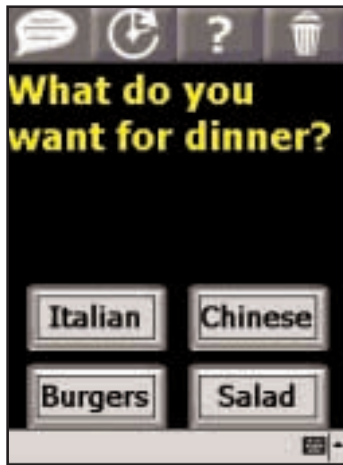 ?
What do you
want for dinner?
Italian Chinese
Burgers Salad